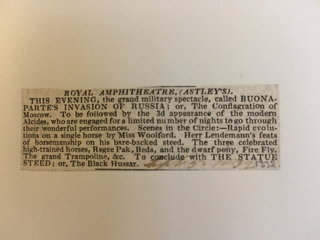 ROYAL AMPHITHEATRE, (ASTLEY'S).
THIS EVENING, the grand military spectacle, called BUONA-
PARTE'S INVASION OF RUSSIA; or, The Conflagration of
Moscow. To be followed by the 3d appearance of the modern
Alcides, who are engaged for a limited number of nights to go through
their wonderful performances. Scenes in the Circle:—Rapid evolu-
tions on a single horse by Miss Woolford. Herr Lendemann's feats
of horsemanship on his bare-backed steed. The three celebrated
high-trained horses, Regee Pak, Beda, and the dwarf pony, Fire Fly.
The grand Trampoline, &c. To conclude with THE STATUE
STEED; or, The Black Hussar.